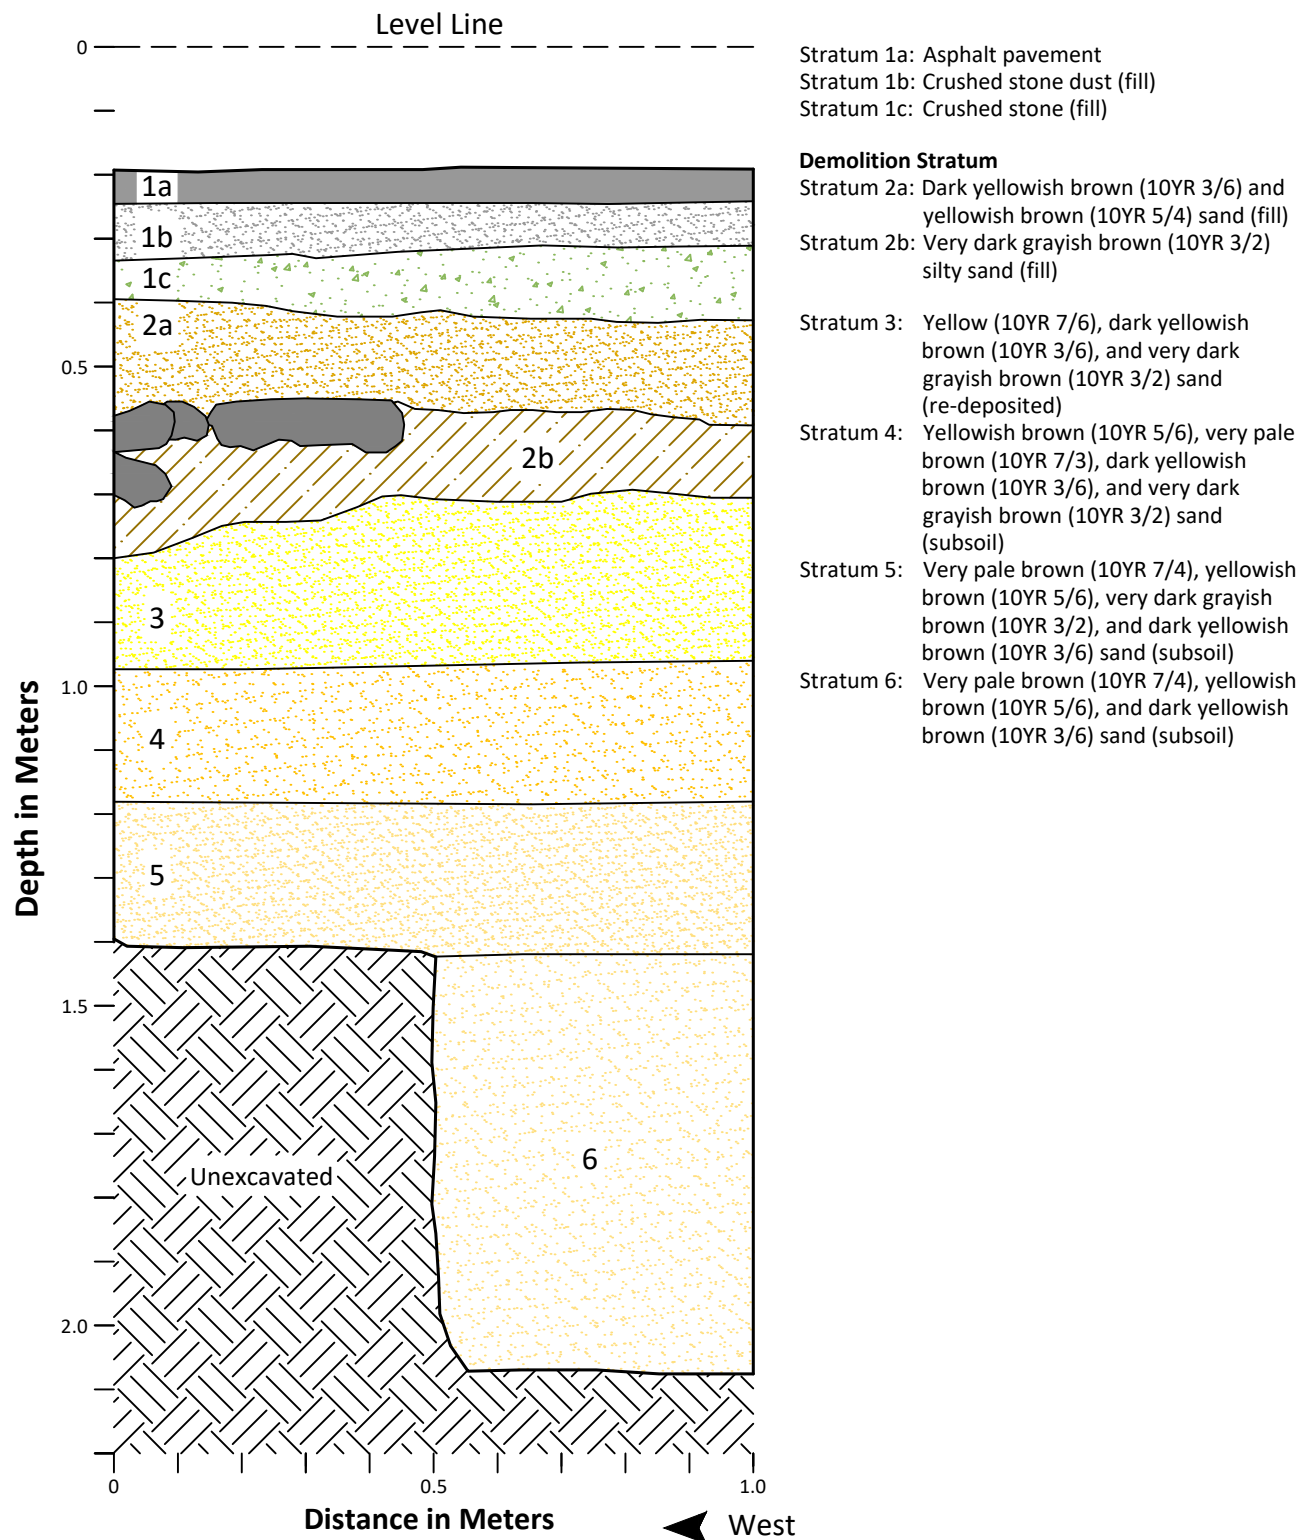 Level Line
0
Stratum 1a: Asphalt pavement
Stratum 1b: Crushed stone dust (fill)
Stratum 1c: Crushed stone (fill)
Demolition Stratum
Stratum 2a: Dark yellowish brown (10YR 3/6) and
yellowish brown (10YR 5/4) sand (fill)
Stratum 2b: Very dark grayish brown (10YR 3/2)
silty sand (fill)
Stratum 3: Yellow (10YR 7/6), dark yellowish
brown (10YR 3/6), and very dark
grayish brown (10YR 3/2) sand
(re-deposited)
Stratum 4: Yellowish brown (10YR 5/6), very pale
brown (10YR 7/3), dark yellowish
brown (10YR 3/6), and very dark
grayish brown (10YR 3/2) sand
(subsoil)
Stratum 5: Very pale brown (10YR 7/4), yellowish
brown (10YR 5/6), very dark grayish
brown (10YR 3/2), and dark yellowish
brown (10YR 3/6) sand (subsoil)
Stratum 6: Very pale brown (10YR 7/4), yellowish
brown (10YR 5/6), and dark yellowish
brown (10YR 3/6) sand (subsoil)
1a
1b
1c
2a
0.5
2b
3
1.0
4
5
Depth in Meters
1.5
6
Unexcavated
2.0
0 0.5 1.0
Distance in Meters
West